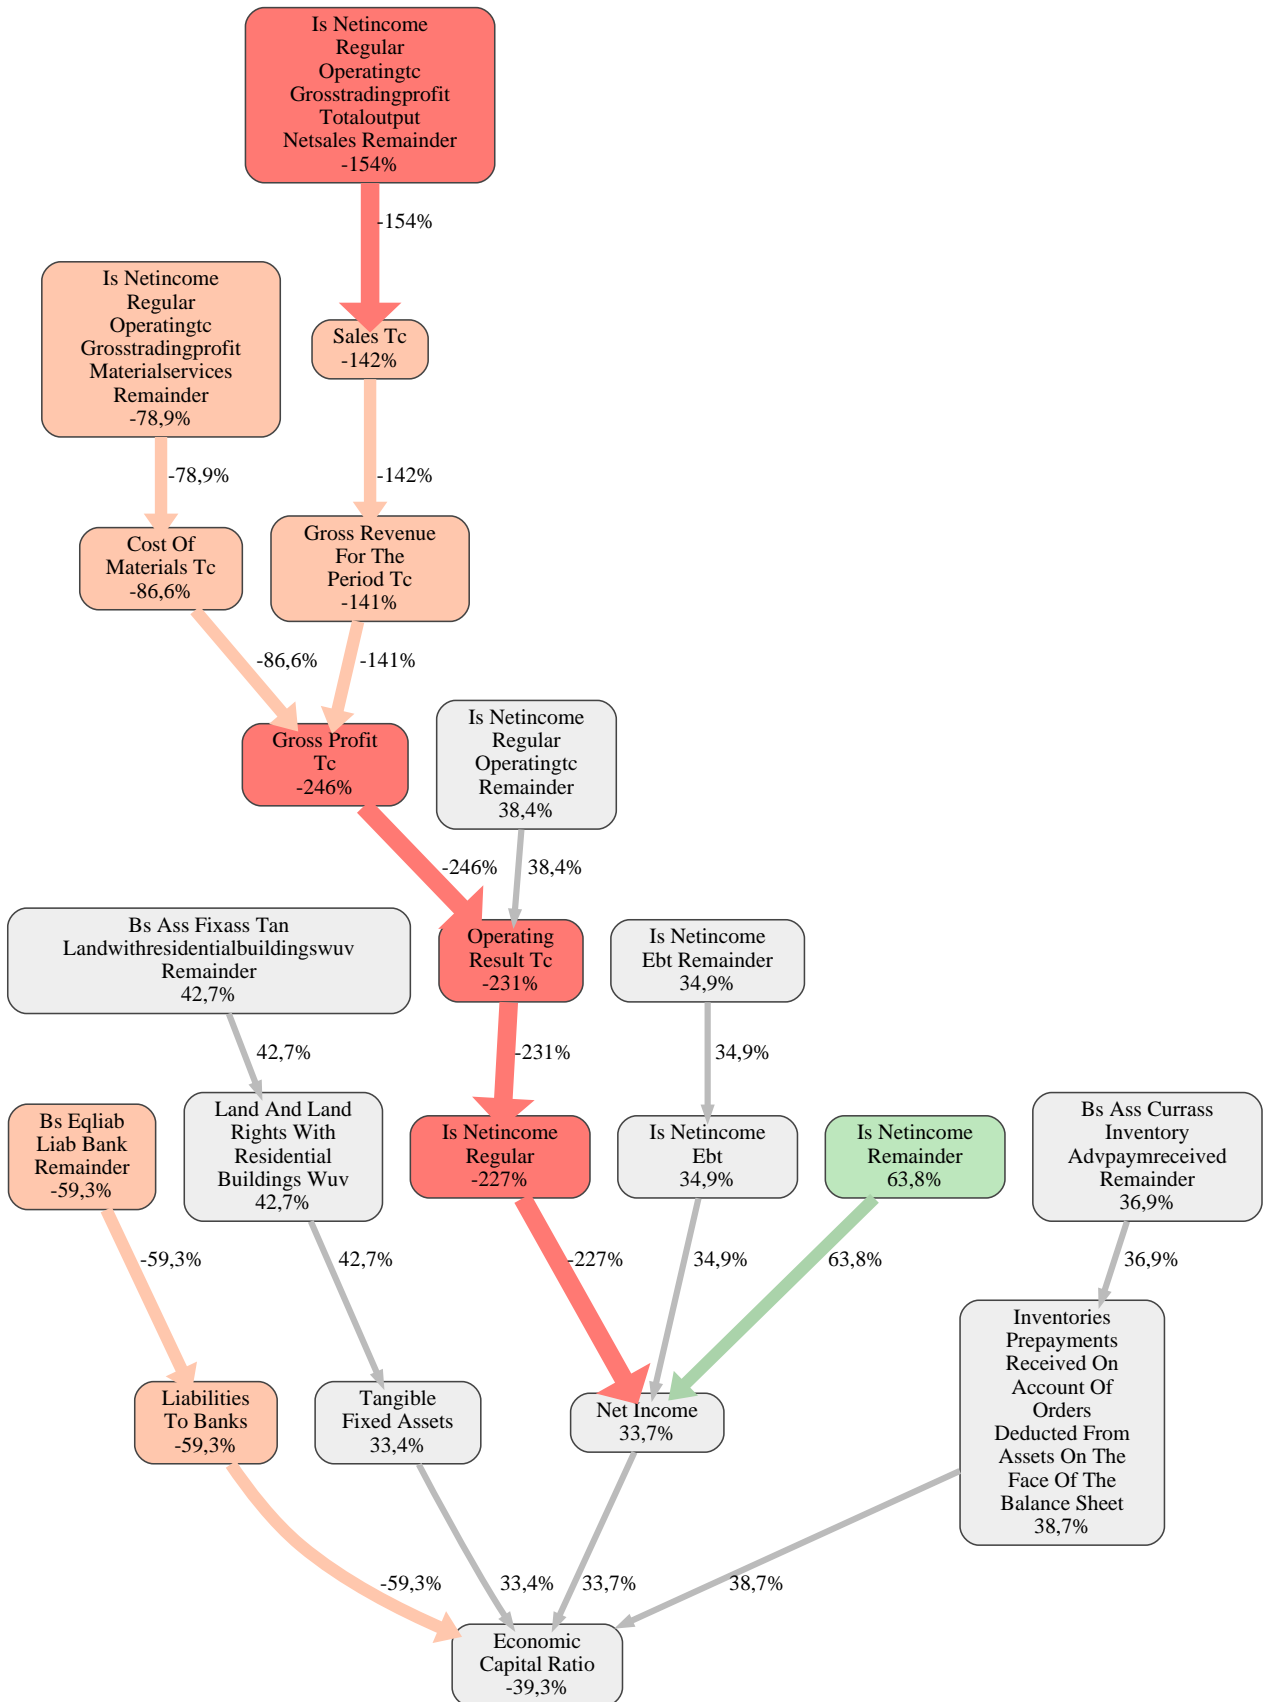 Is Netincome
Regular
Operatingtc
Grosstradingprofit
Totaloutput
Netsales Remainder
-154%
-154%
Is Netincome
Regular
Operatingtc
Grosstradingprofit
Materialservices
Remainder
-78,9%
Sales Tc
-142%
-78,9%
-142%
Cost Of
Materials Tc
-86,6%
Gross Revenue
For The
Period Tc
-141%
-86,6%
-141%
Gross Profit
Tc
-246%
Is Netincome
Regular
Operatingtc
Remainder
38,4%
-246%
38,4%
Bs Ass Fixass Tan
Landwithresidentialbuildingswuv
Remainder
42,7%
Operating
Result Tc
-231%
Is Netincome
Ebt Remainder
34,9%
42,7%
-231%
34,9%
Bs Eqliab
Liab Bank
Remainder
-59,3%
Land And Land
Rights With
Residential
Buildings Wuv
42,7%
Is Netincome
Regular
-227%
Is Netincome
Ebt
34,9%
Is Netincome
Remainder
63,8%
Bs Ass Currass
Inventory
Advpaymreceived
Remainder
36,9%
-59,3%
42,7%
-227%
34,9%
63,8%
36,9%
Liabilities
To Banks
-59,3%
Tangible
Fixed Assets
33,4%
Net Income
33,7%
Inventories
Prepayments
Received On
Account Of
Orders
Deducted From
Assets On The
Face Of The
Balance Sheet
38,7%
-59,3%
33,4%
33,7%
38,7%
Economic
Capital Ratio
-39,3%